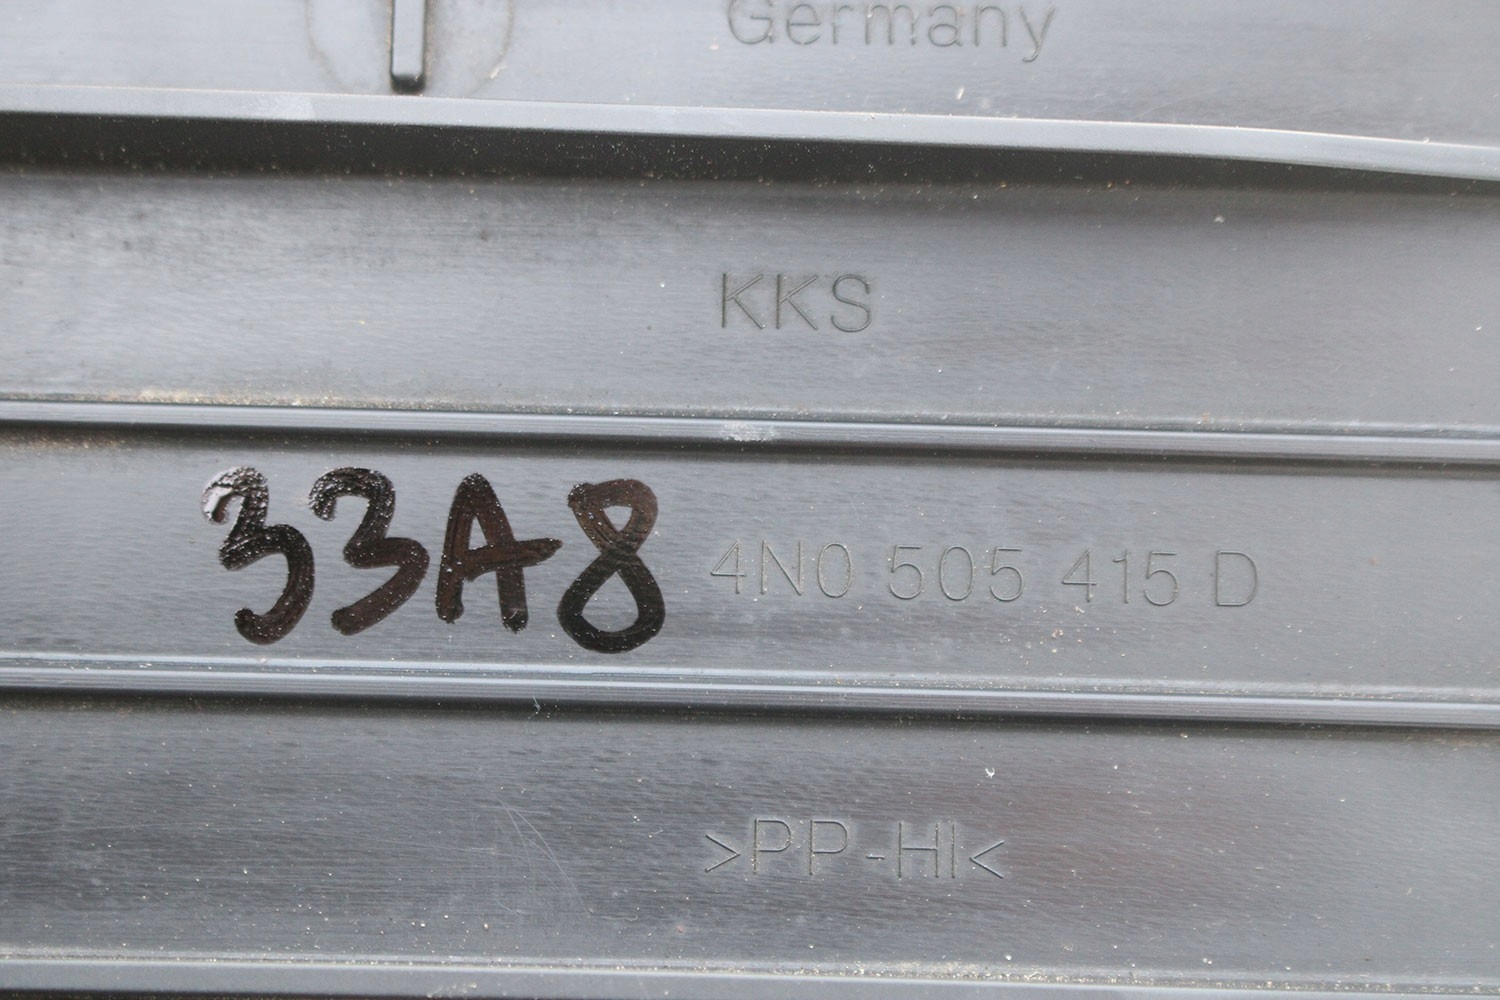 Germany
KKS
33A8 4N0 505 415 D
>PP-HI<